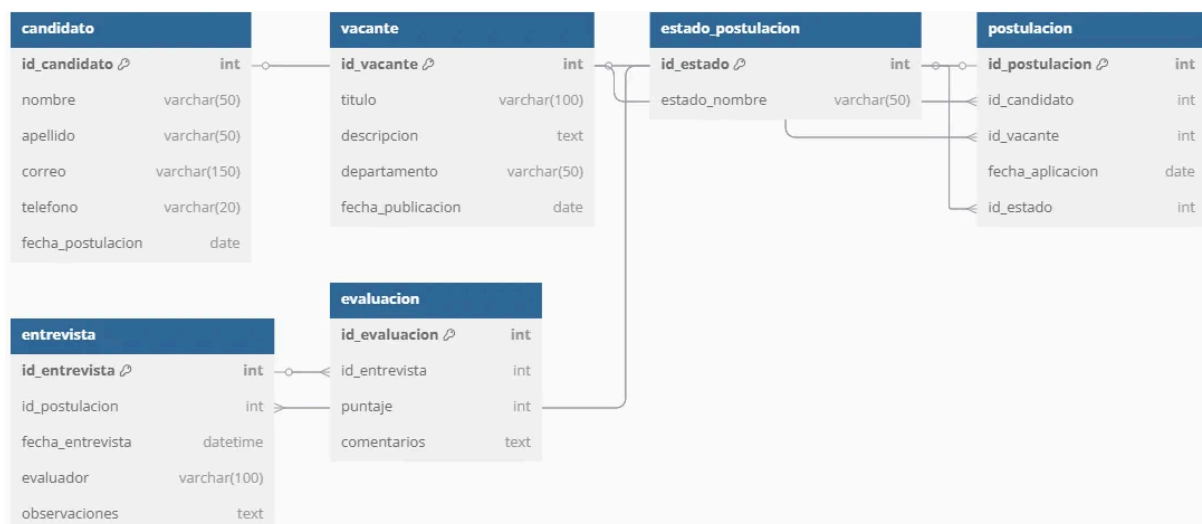 candidato
id_candidato int
nombre varchar(50)
apellido varchar(50)
correo varchar(150)
telefono varchar(20)
fecha_postulacion date
vacante
id_vacante int
titulo varchar(100)
descripcion text
departamento varchar(50)
fecha_publicacion date
estado_postulacion
id_estado int
estado_nombre varchar(50)
postulacion
id_postulacion int
id_candidato int
id_vacante int
fecha_aplicacion date
id_estado int
entrevista
id_entrevista int
id_postulacion int
fecha_entrevista datetime
evaluador varchar(100)
observaciones text
evaluacion
id_evaluacion int
id_entrevista int
puntaje int
comentarios text